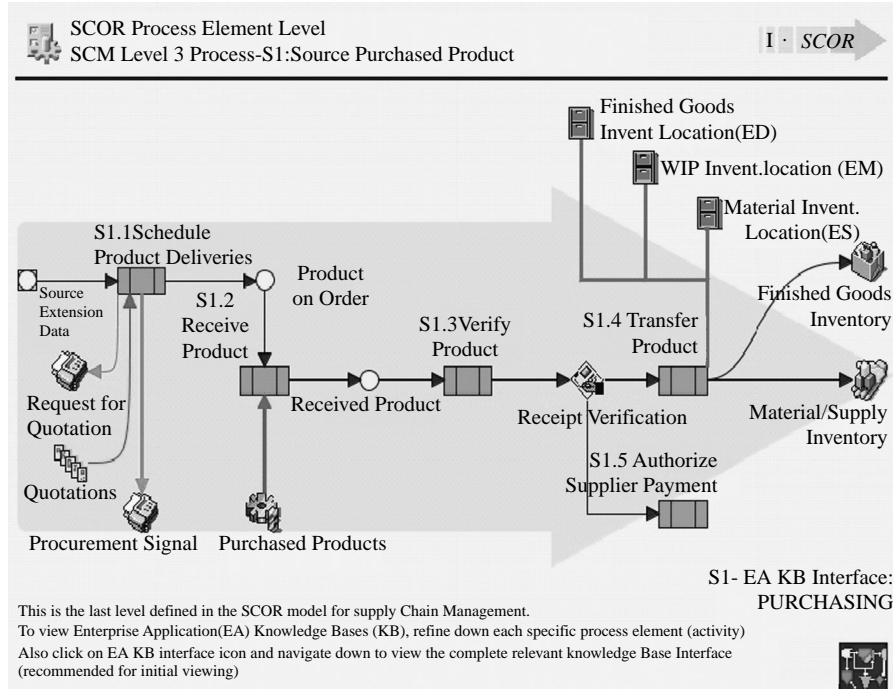 SCOR Process Element Level
SCM Level 3 Process-S1:Source Purchased Product
I · SCOR
Finished Goods
Invent Location(ED)
WIP Invent.location (EM)
Material Invent.
Location(ES)
S1.1Schedule
Product Deliveries
Source
Extension
Data
S1.2
Receive
Product
Product
on Order
S1.3Verify
Product
S1.4 Transfer
Product
Finished Goods
Inventory
Request for
Quotation
Received Product
Receipt Verification
Material/Supply
Inventory
Quotations
S1.5 Authorize
Supplier Payment
Procurement Signal
Purchased Products
S1- EA KB Interface:
PURCHASING
This is the last level defined in the SCOR model for supply Chain Management.
To view Enterprise Application(EA) Knowledge Bases (KB), refine down each specific process element (activity)
Also click on EA KB interface icon and navigate down to view the complete relevant knowledge Base Interface
(recommended for initial viewing)